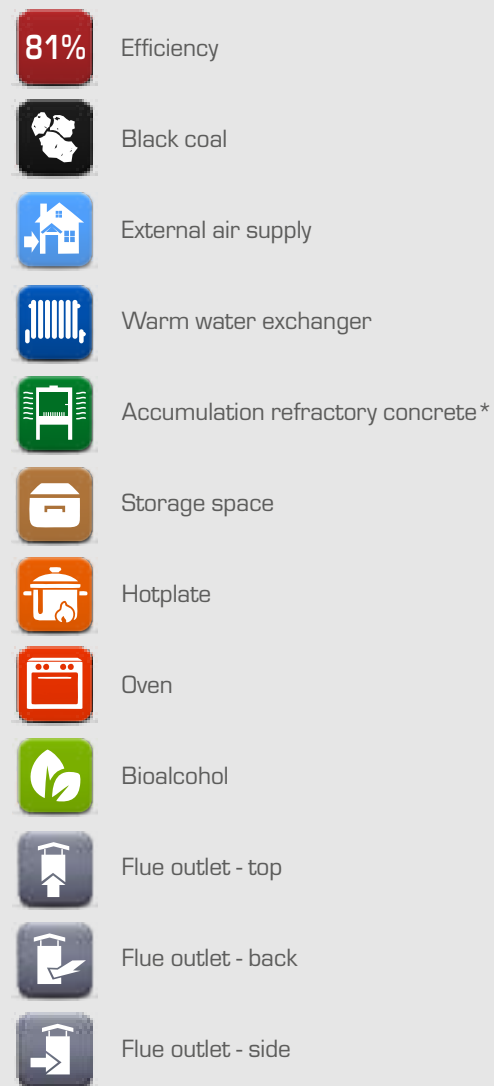 81% Efficiency
Black coal
External air supply
Warm water exchanger
Accumulation refractory concrete*
Storage space
Hotplate
Oven
Bioalcohol
Flue outlet - top
Flue outlet - back
Flue outlet - side